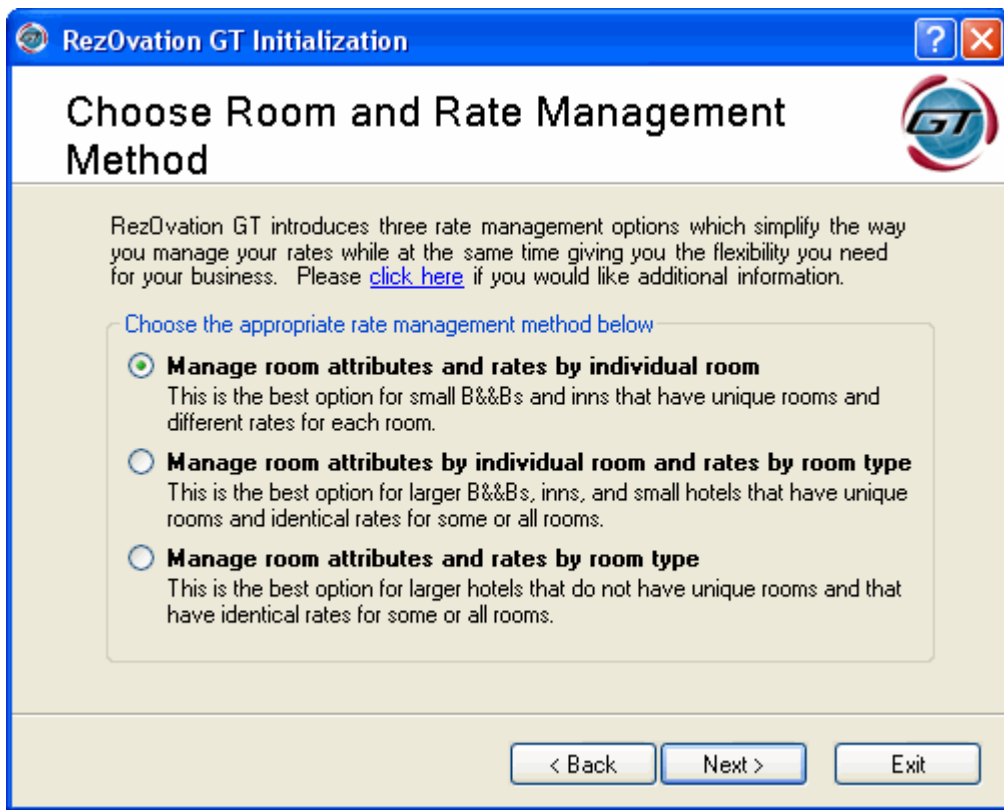 RezOvation GT Initialization
?
Choose Room and Rate Management
Method
GT
RezOvation GT introduces three rate management options which simplify the way
you manage your rates while at the same time giving you the flexibility you need
for your business. Please click here if you would like additional information.
Choose the appropriate rate management method below
Manage room attributes and rates by individual room
This is the best option for small B&&Bs and inns that have unique rooms and
different rates for each room.
Manage room attributes by individual room and rates by room type
This is the best option for larger B&&Bs, inns, and small hotels that have unique
rooms and identical rates for some or all rooms.
Manage room attributes and rates by room type
This is the best option for larger hotels that do not have unique rooms and that
have identical rates for some or all rooms.
< Back
Next >
Exit